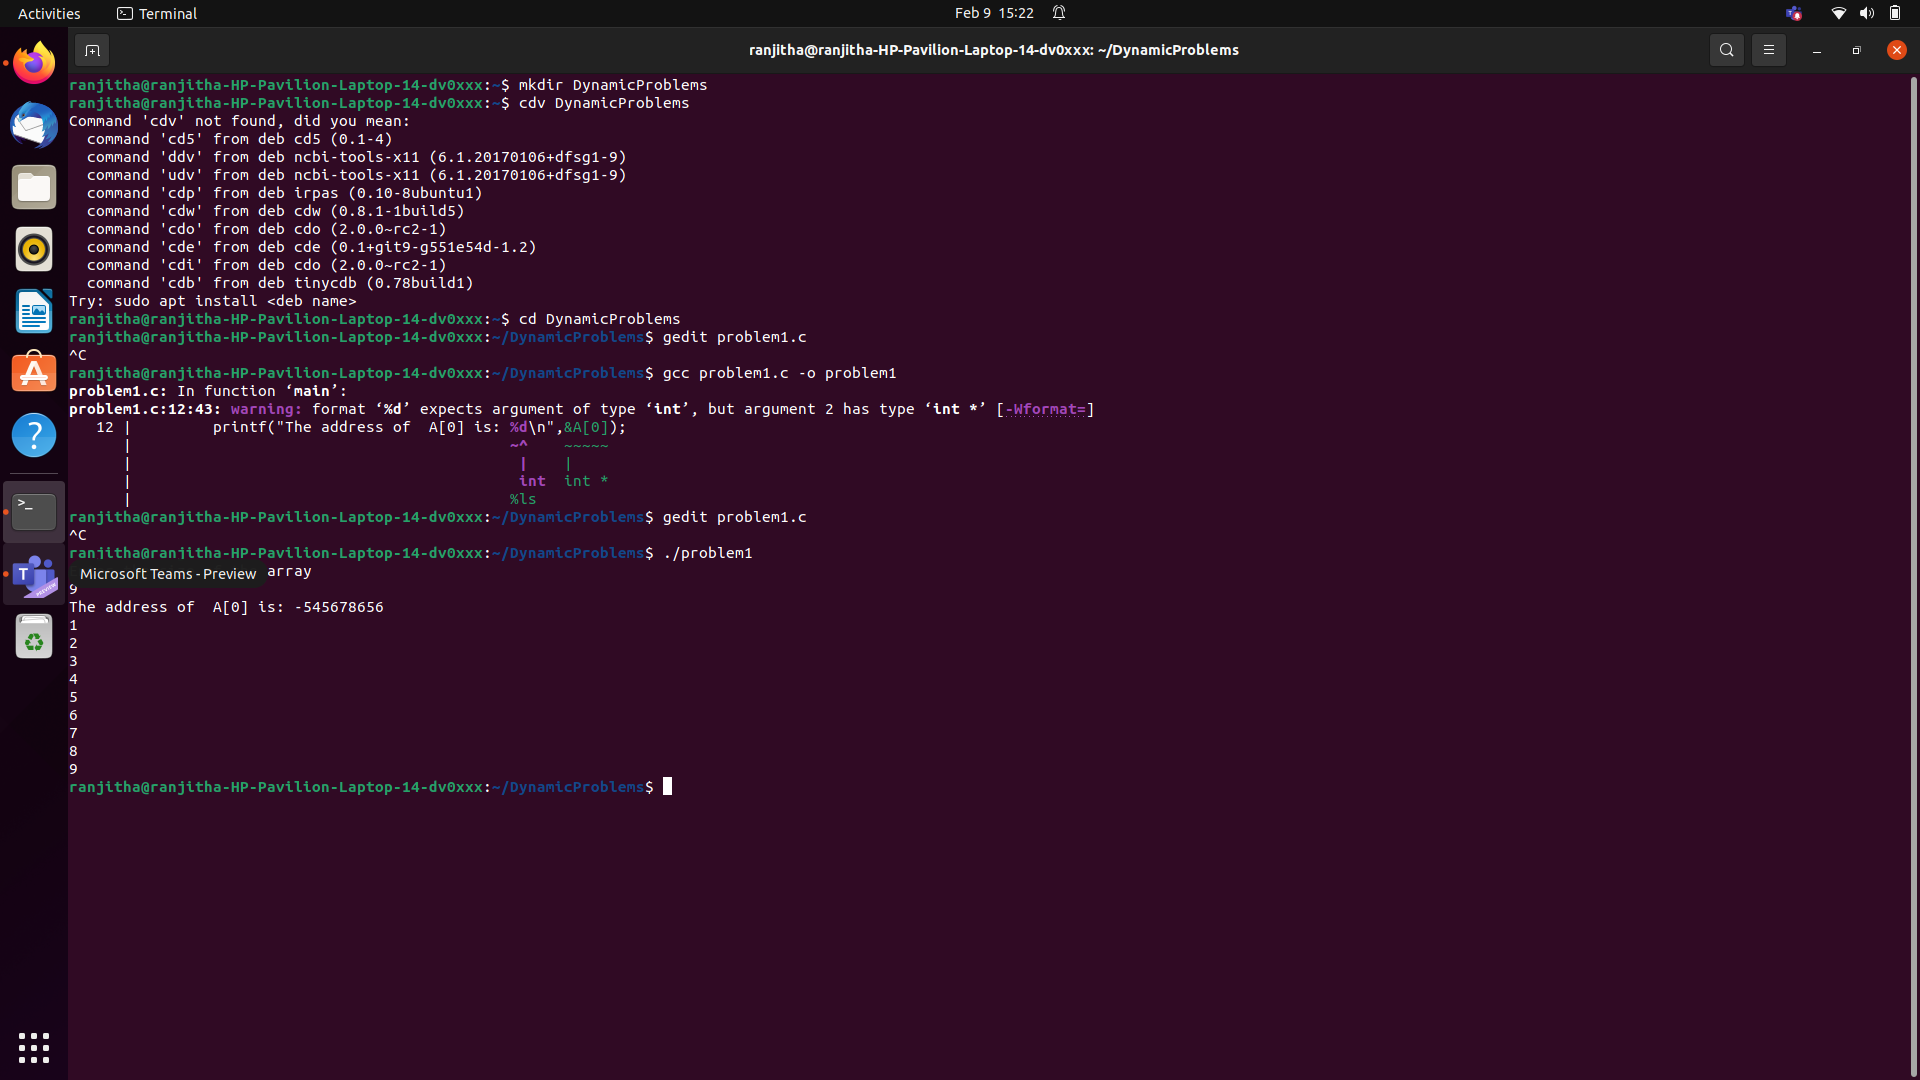 Activities Terminal Feb 9 15:22
ranjitha@ranjitha-HP-Pavilion-Laptop-14-dv0xxx: ~/DynamicProblems
ranjitha@ranjitha-HP-Pavilion-Laptop-14-dv0xxx:~$ mkdir DynamicProblems
ranjitha@ranjitha-HP-Pavilion-Laptop-14-dv0xxx:~$ cdv DynamicProblems
Command 'cdv' not found, did you mean:
  command 'cd5' from deb cd5 (0.1-4)
  command 'ddv' from deb ncbi-tools-x11 (6.1.20170106+dfsg1-9)
  command 'udv' from deb ncbi-tools-x11 (6.1.20170106+dfsg1-9)
  command 'cdp' from deb irpas (0.10-8ubuntu1)
  command 'cdw' from deb cdw (0.8.1-1build5)
  command 'cdo' from deb cdo (2.0.0~rc2-1)
  command 'cde' from deb cde (0.1+git9-g551e54d-1.2)
  command 'cdi' from deb cdo (2.0.0~rc2-1)
  command 'cdb' from deb tinycdb (0.78build1)
Try: sudo apt install <deb name>
ranjitha@ranjitha-HP-Pavilion-Laptop-14-dv0xxx:~$ cd DynamicProblems
ranjitha@ranjitha-HP-Pavilion-Laptop-14-dv0xxx:~/DynamicProblems$ gedit problem1.c
^C
ranjitha@ranjitha-HP-Pavilion-Laptop-14-dv0xxx:~/DynamicProblems$ gcc problem1.c -o problem1
problem1.c: In function ‘main’:
problem1.c:12:43: warning: format ‘%d’ expects argument of type ‘int’, but argument 2 has type ‘int *’ [-Wformat=]
   12 |         printf("The address of  A[0] is: %d\n",&A[0]);
      |                                          ~^    ~~~~~
      |                                           |    |
      |                                           int  int *
      |                                          %ls
ranjitha@ranjitha-HP-Pavilion-Laptop-14-dv0xxx:~/DynamicProblems$ gedit problem1.c
^C
ranjitha@ranjitha-HP-Pavilion-Laptop-14-dv0xxx:~/DynamicProblems$ ./problem1
Microsoft Teams - Preview array
9
The address of  A[0] is: -545678656
1
2
3
4
5
6
7
8
9
ranjitha@ranjitha-HP-Pavilion-Laptop-14-dv0xxx:~/DynamicProblems$